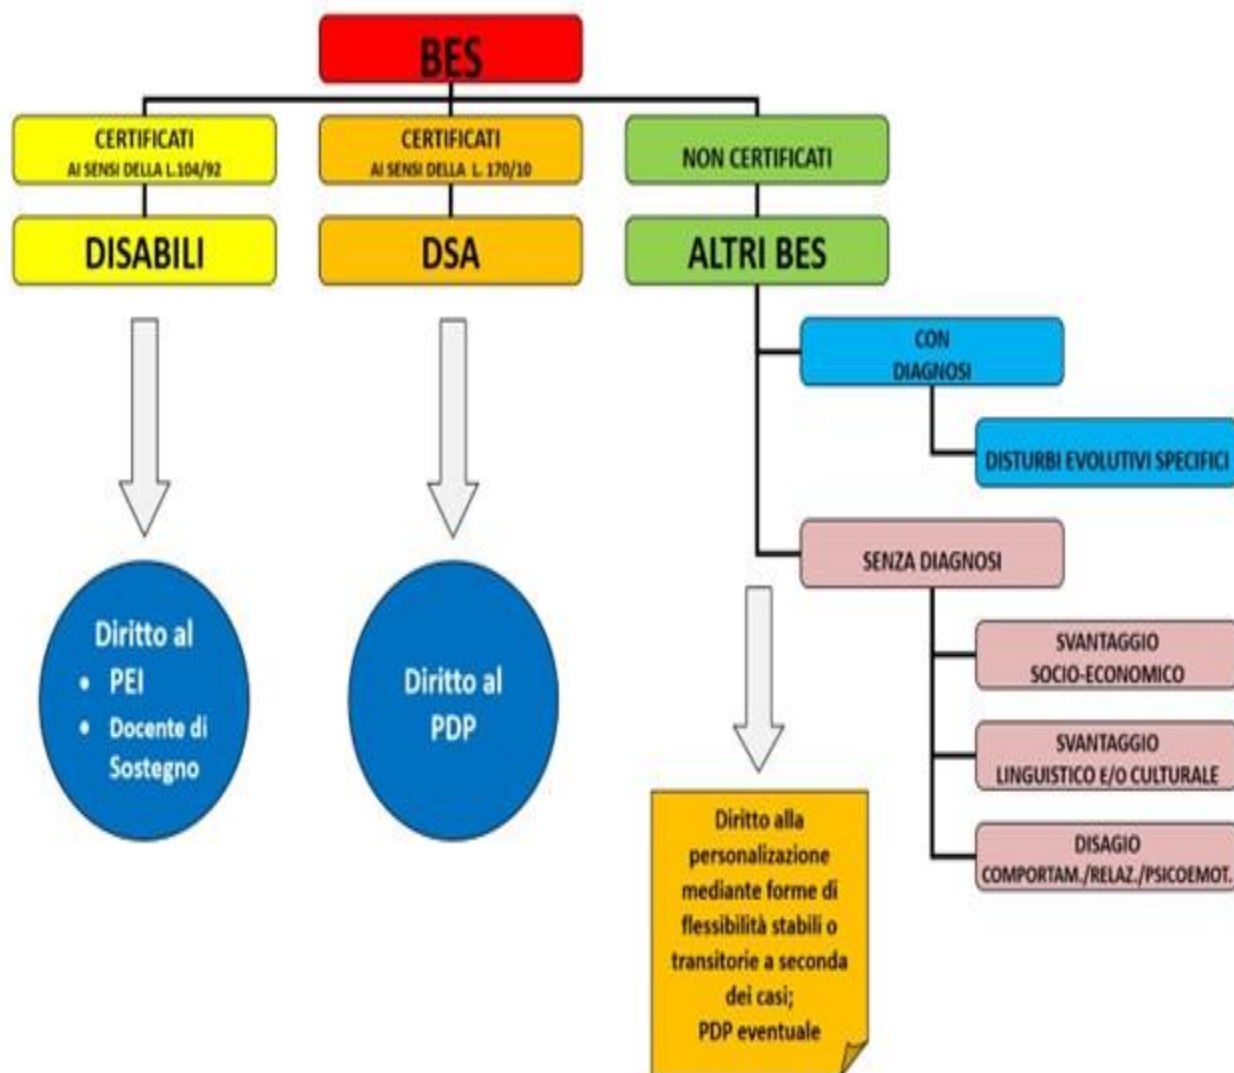 BES
CERTIFICATI
AI SENSI DELLA L.104/92
CERTIFICATI
AI SENSI DELLA L. 170/10
NON CERTIFICATI
DISABILI
DSA
ALTRI BES
CON
DIAGNOSI
DISTURBI EVOLUTIVI SPECIFICI
SENZA DIAGNOSI
SVANTAGGIO
SOCIO-ECONOMICO
SVANTAGGIO
LINGUISTICO E/O CULTURALE
DISAGIO
COMPORTAM./RELAZ./PSICOEMOT.
Diritto al
• PEI
• Docente di
Sostegno
Diritto al
PDP
Diritto alla
personalizzazione
mediante forme di
flessibilità stabili o
transitorie a seconda
dei casi;
PDP eventuale